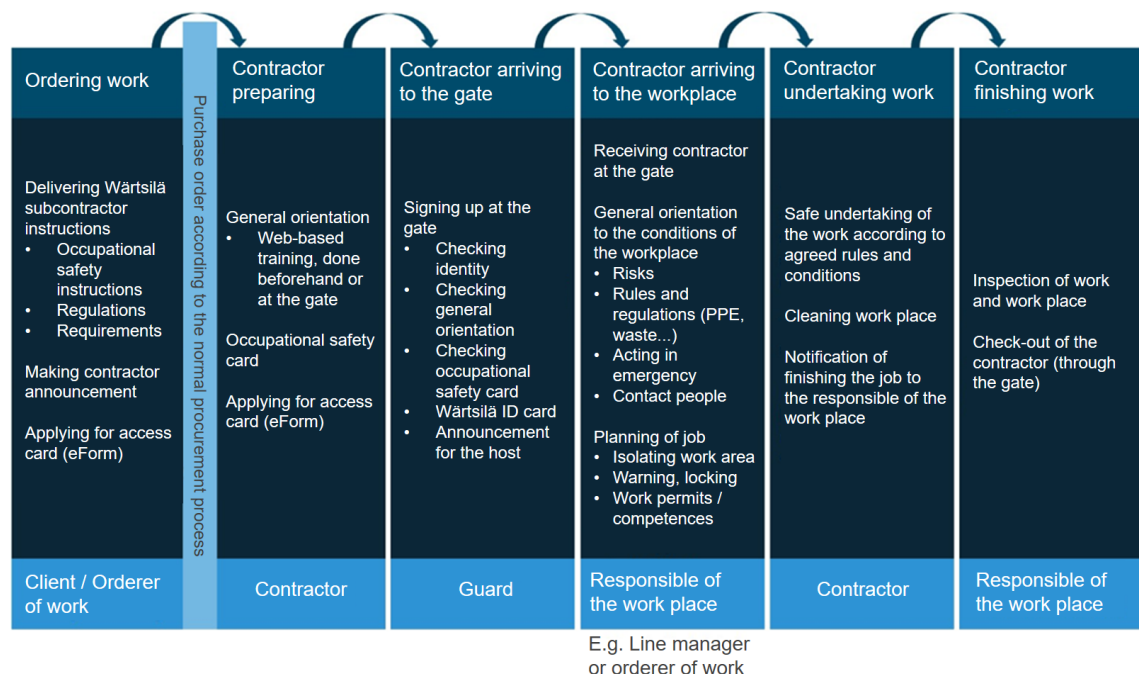 Ordering work
Delivering Wärtsilä
subcontractor
instructions
• Occupational
safety
instructions
• Regulations
• Requirements
Making contractor
announcement
Applying for access
card (eForm)
Client / Orderer
of work
Purchase order according to the normal procurement process
Contractor
preparing
General orientation
• Web-based
training, done
beforehand or
at the gate
Occupational safety
card
Applying for access
card (eForm)
Contractor
Contractor arriving
to the gate
Signing up at the
gate
• Checking
identity
• Checking
general
orientation
• Checking
occupational
safety card
• Wärtsilä ID card
• Announcement
for the host
Guard
Contractor arriving
to the workplace
Receiving contractor
at the gate
General orientation
to the conditions of
the workplace
• Risks
• Rules and
regulations (PPE,
waste...)
• Acting in
emergency
• Contact people
Planning of job
• Isolating work area
• Warning, locking
• Work permits /
competences
Responsible of
the work place
E.g. Line manager
or orderer of work
Contractor
undertaking work
Safe undertaking of
the work according to
agreed rules and
conditions
Cleaning work place
Notification of
finishing the job to
the responsible of the
work place
Contractor
Contractor
finishing work
Inspection of work
and work place
Check-out of the
contractor (through
the gate)
Responsible of
the work place